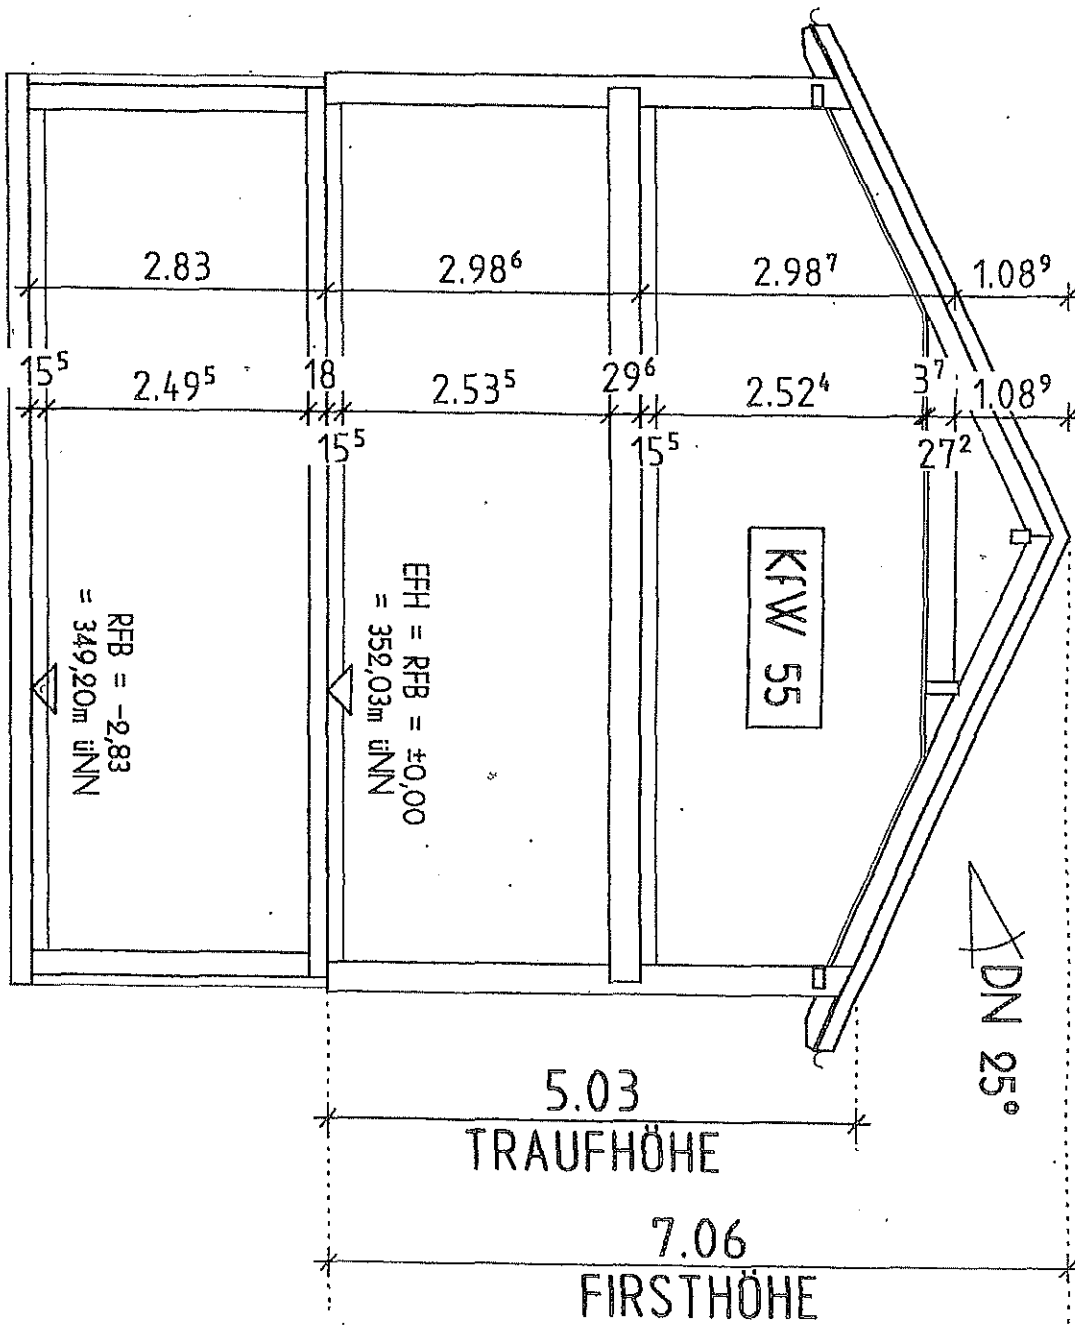 2.83
2.98⁶
2.98⁷
1.08⁹
15⁵
2.49⁵
18
15⁵
2.53⁵
29⁶
15⁵
2.52⁴
3⁷
27²
1.08⁹
KFW 55
EFH = RFB = ±0,00
= 352,03m üNN
RFB = -2,83
= 349,20m üNN
DN 25°
5.03
TRAUFHÖHE
7.06
FIRSTHÖHE